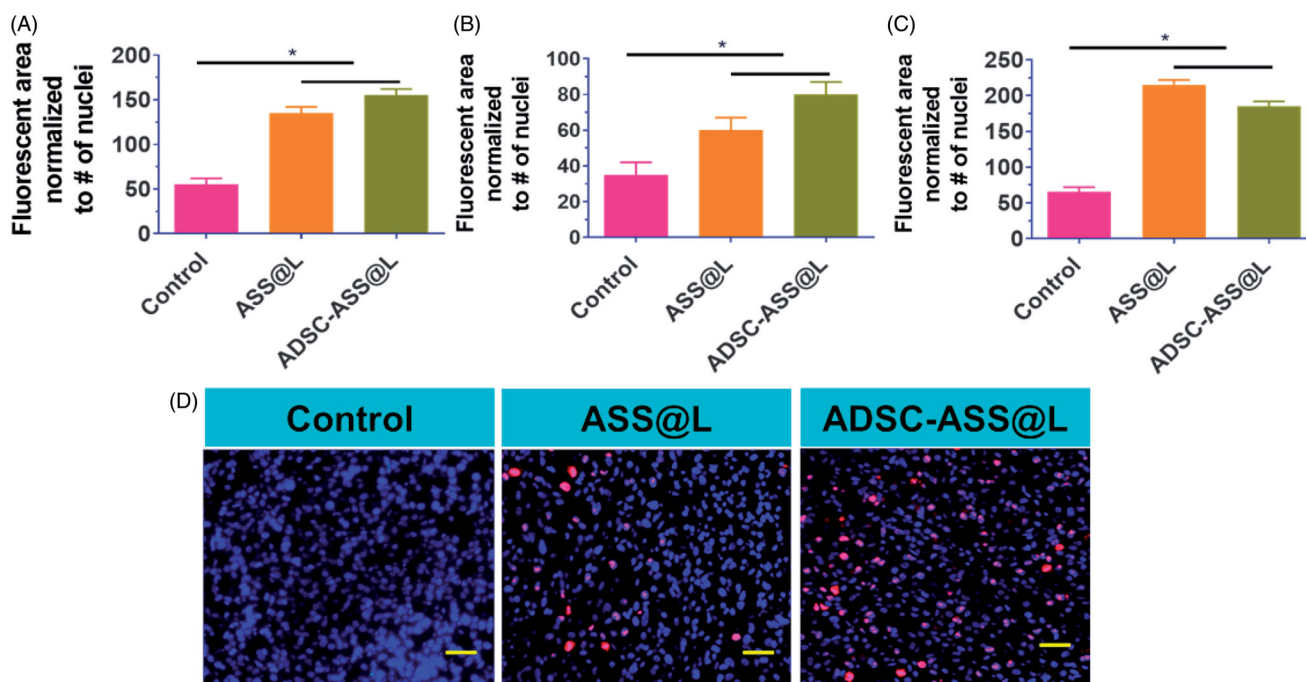 (A)
Fluorescent area
normalized
to # of nuclei
200
150
100
50
0
*
Control
ASS@L
ADSC-ASS@L
(B)
Fluorescent area
normalized
to # of nuclei
100
80
60
40
20
0
*
Control
ASS@L
ADSC-ASS@L
(C)
Fluorescent area
normalized
to # of nuclei
250
200
150
100
50
0
*
Control
ASS@L
ADSC-ASS@L
(D)
Control
ASS@L
ADSC-ASS@L